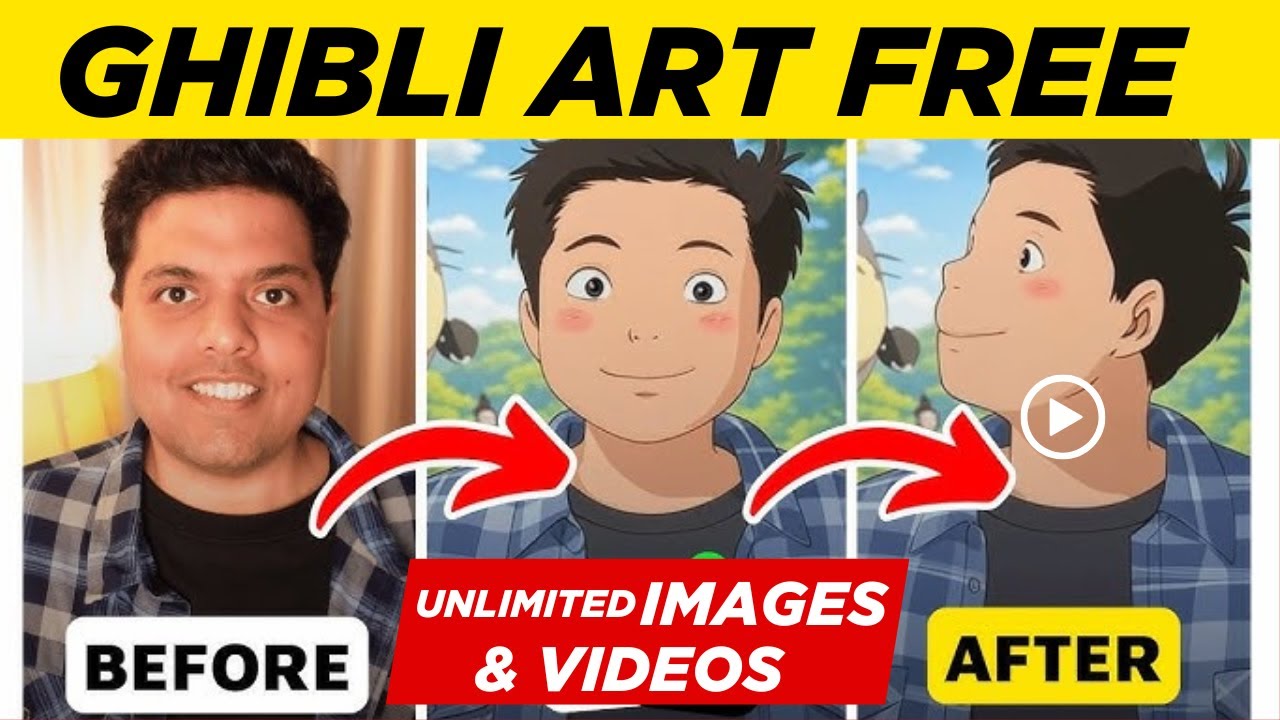 GHIBLI ART FREE
UNLIMITED IMAGES
& VIDEOS
BEFORE
AFTER